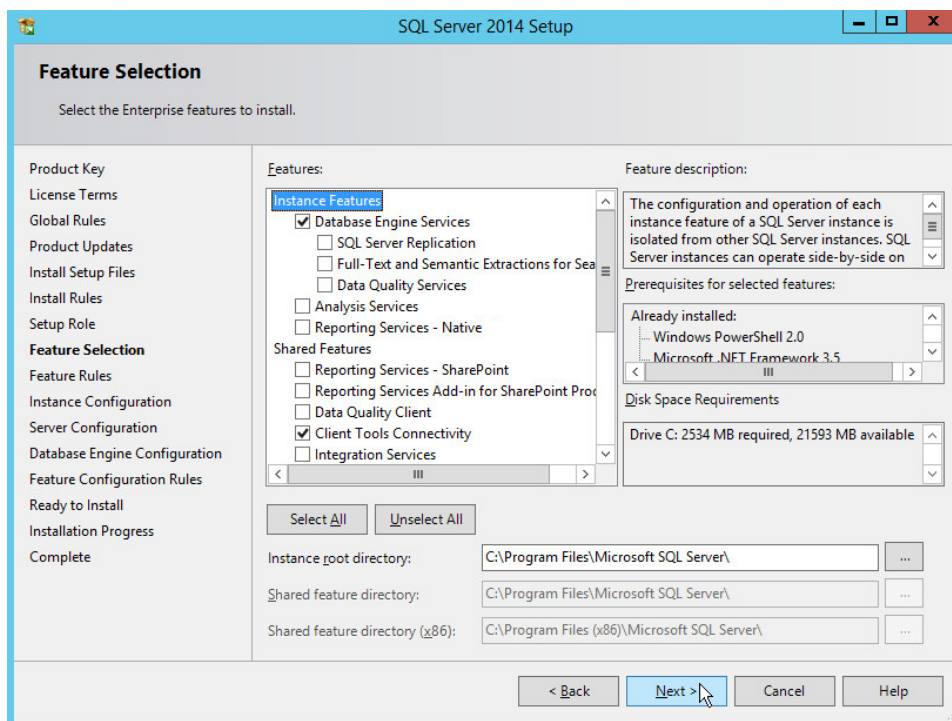 SQL Server 2014 Setup
Feature Selection
Select the Enterprise features to install.
Product Key
License Terms
Global Rules
Product Updates
Install Setup Files
Install Rules
Setup Role
Feature Selection
Feature Rules
Instance Configuration
Server Configuration
Database Engine Configuration
Feature Configuration Rules
Ready to Install
Installation Progress
Complete
Features:
Instance Features
Database Engine Services
SQL Server Replication
Full-Text and Semantic Extractions for Sea
Data Quality Services
Analysis Services
Reporting Services - Native
Shared Features
Reporting Services - SharePoint
Reporting Services Add-in for SharePoint Prod
Data Quality Client
Client Tools Connectivity
Integration Services
Select All
Unselect All
Feature description:
The configuration and operation of each
instance feature of a SQL Server instance is
isolated from other SQL Server instances. SQL
Server instances can operate side-by-side on
Prerequisites for selected features:
Already installed:
Windows PowerShell 2.0
Microsoft .NET Framework 3.5
Disk Space Requirements
Drive C: 2534 MB required, 21593 MB available
Instance root directory:
C:\Program Files\Microsoft SQL Server\
...
Shared feature directory:
C:\Program Files\Microsoft SQL Server\
...
Shared feature directory (x86):
C:\Program Files (x86)\Microsoft SQL Server\
...
< Back
Next >
Cancel
Help